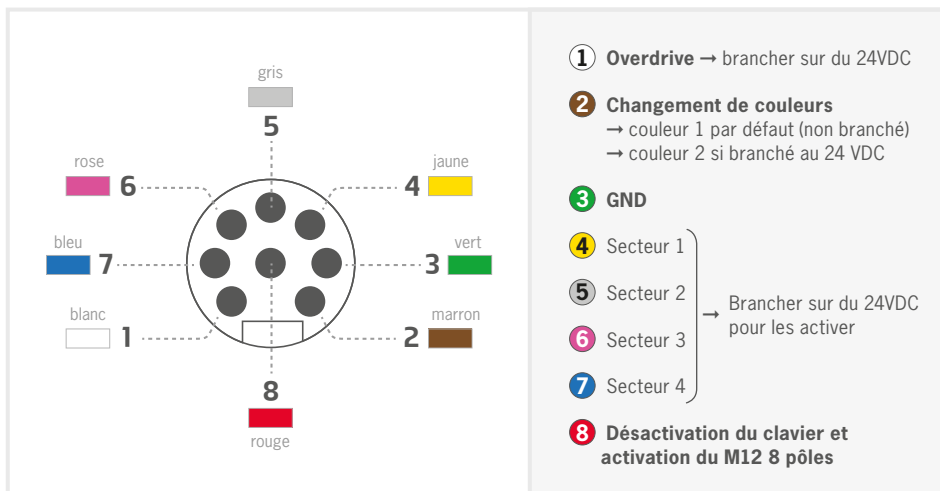 gris
5
rose
6
jaune
4
bleu
7
vert
3
blanc
1
marron
2
8
rouge
1 Overdrive → brancher sur du 24VDC
2 Changement de couleurs
→ couleur 1 par défaut (non branché)
→ couleur 2 si branché au 24 VDC
3 GND
4 Secteur 1
5 Secteur 2
6 Secteur 3
7 Secteur 4
→ Brancher sur du 24VDC
pour les activer
8 Désactivation du clavier et
activation du M12 8 pôles